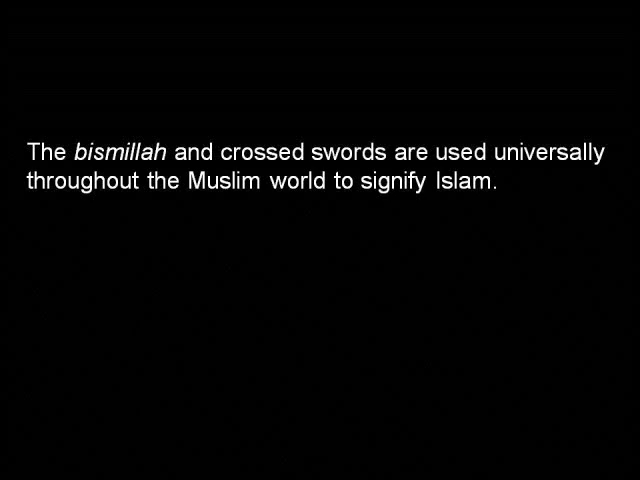 The bismillah and crossed swords are used universally
throughout the Muslim world to signify Islam.